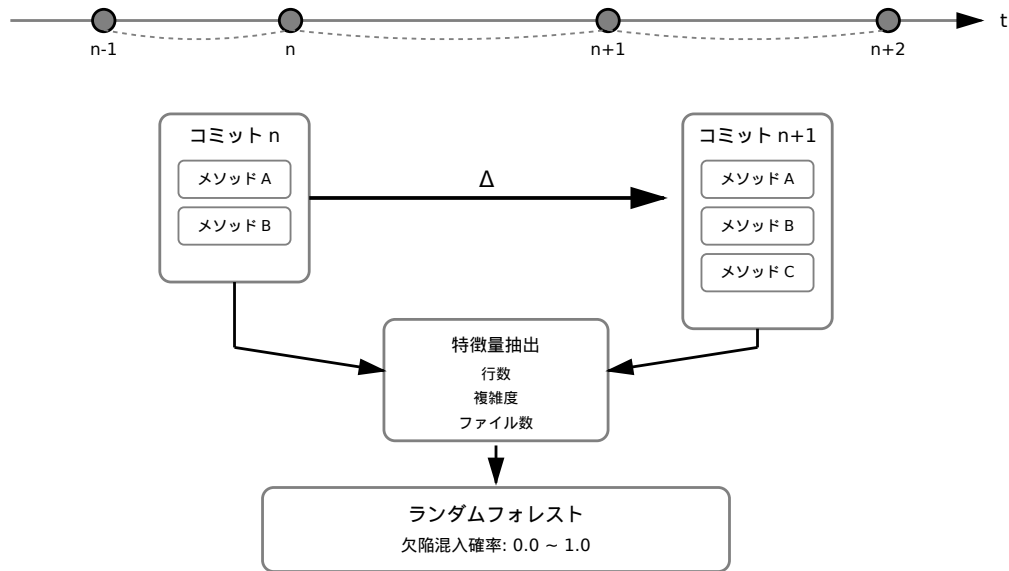 t
n-1
n
n+1
n+2
コミット n
メソッド A
メソッド B
Δ
コミット n+1
メソッド A
メソッド B
メソッド C
特徴量抽出
行数
複雑度
ファイル数
ランダムフォレスト
欠陥混入確率: 0.0 ~ 1.0